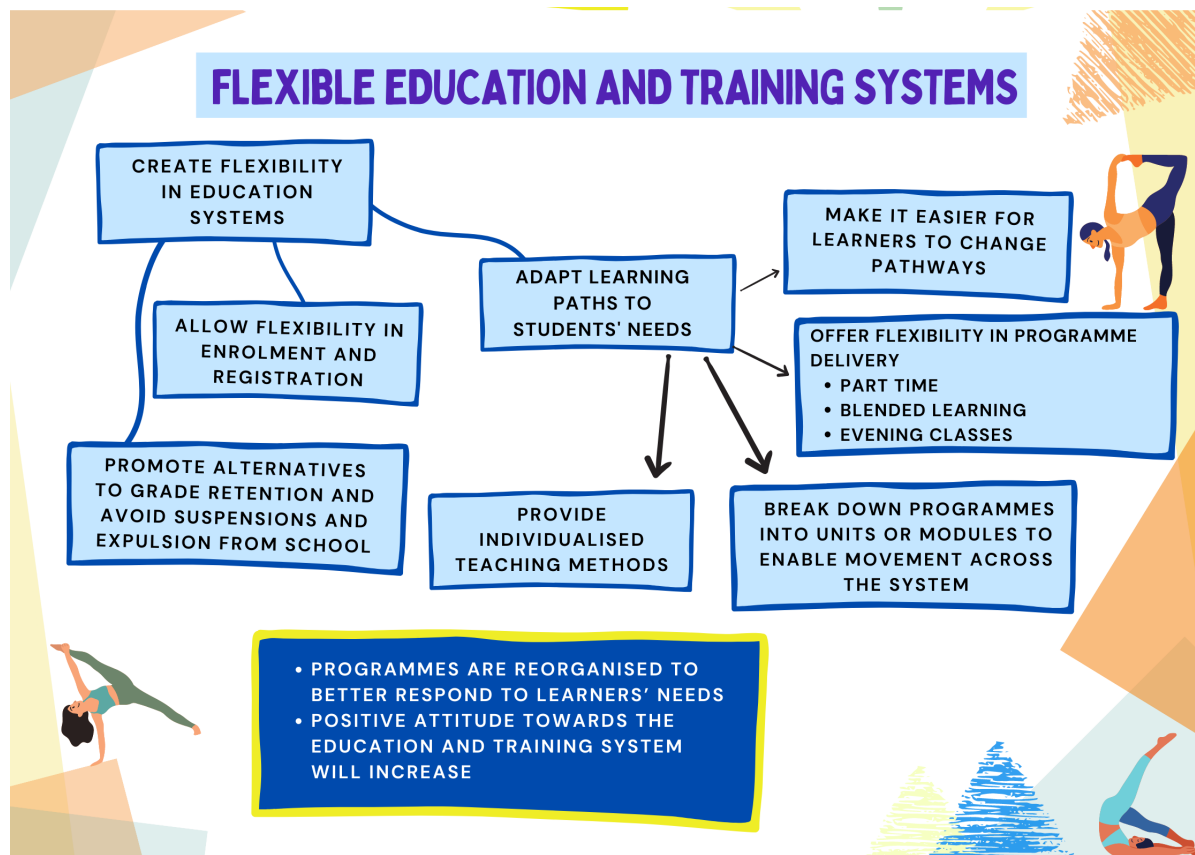 FLEXIBLE EDUCATION AND TRAINING SYSTEMS
CREATE FLEXIBILITY
IN EDUCATION
SYSTEMS
ALLOW FLEXIBILITY IN
ENROLMENT AND
REGISTRATION
PROMOTE ALTERNATIVES
TO GRADE RETENTION AND
AVOID SUSPENSIONS AND
EXPULSION FROM SCHOOL
ADAPT LEARNING
PATHS TO
STUDENTS' NEEDS
MAKE IT EASIER FOR
LEARNERS TO CHANGE
PATHWAYS
OFFER FLEXIBILITY IN PROGRAMME
DELIVERY
• PART TIME
• BLENDED LEARNING
• EVENING CLASSES
PROVIDE
INDIVIDUALISED
TEACHING METHODS
BREAK DOWN PROGRAMMES
INTO UNITS OR MODULES TO
ENABLE MOVEMENT ACROSS
THE SYSTEM
• PROGRAMMES ARE REORGANISED TO
BETTER RESPOND TO LEARNERS’ NEEDS
• POSITIVE ATTITUDE TOWARDS THE
EDUCATION AND TRAINING SYSTEM
WILL INCREASE